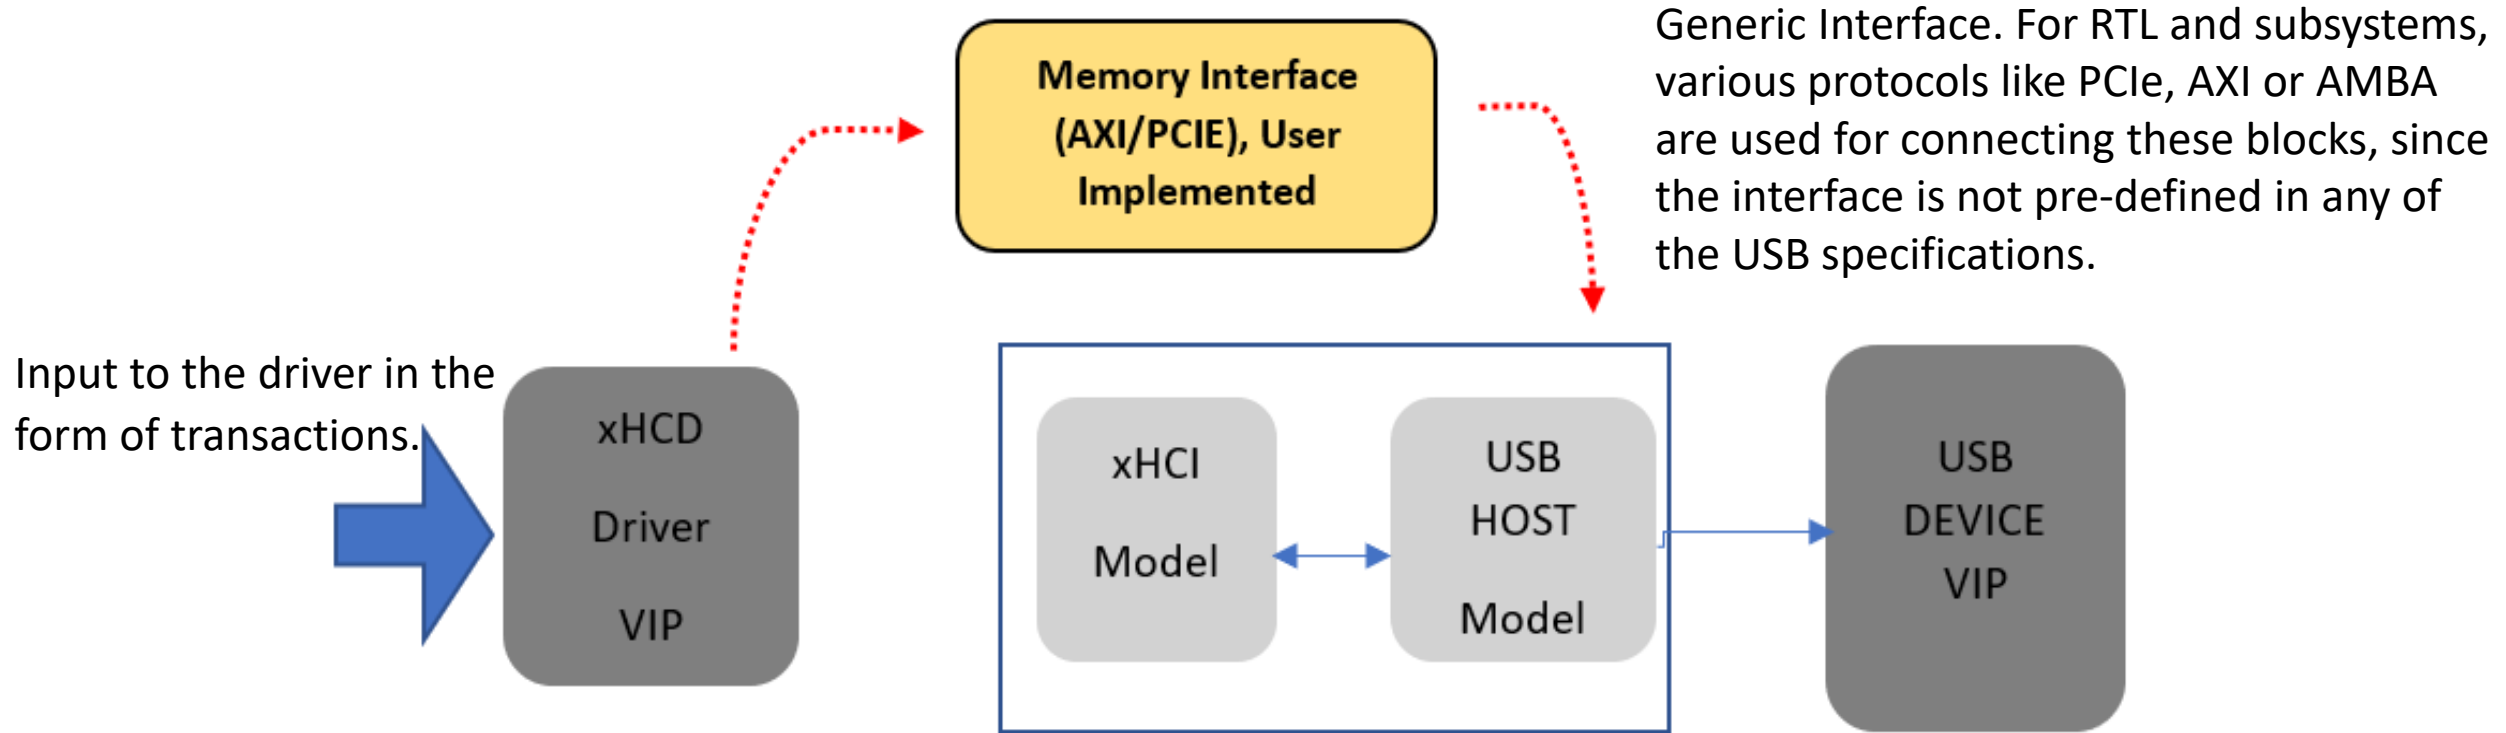 Memory Interface
(AXI/PCIE), User
Implemented
Generic Interface. For RTL and subsystems,
various protocols like PCIe, AXI or AMBA
are used for connecting these blocks, since
the interface is not pre-defined in any of
the USB specifications.
Input to the driver in the
form of transactions.
xHCD
Driver
VIP
xHCI
Model
USB
HOST
Model
USB
DEVICE
VIP